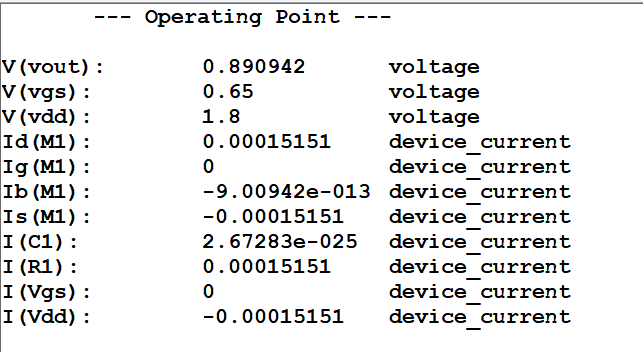 --- Operating Point ---
V(vout): 0.890942 voltage
V(vgs): 0.65 voltage
V(vdd): 1.8 voltage
Id(M1): 0.00015151 device_current
Ig(M1): 0 device_current
Ib(M1): -9.00942e-013 device_current
Is(M1): -0.00015151 device_current
I(C1): 2.67283e-025 device_current
I(R1): 0.00015151 device_current
I(Vgs): 0 device_current
I(Vdd): -0.00015151 device_current